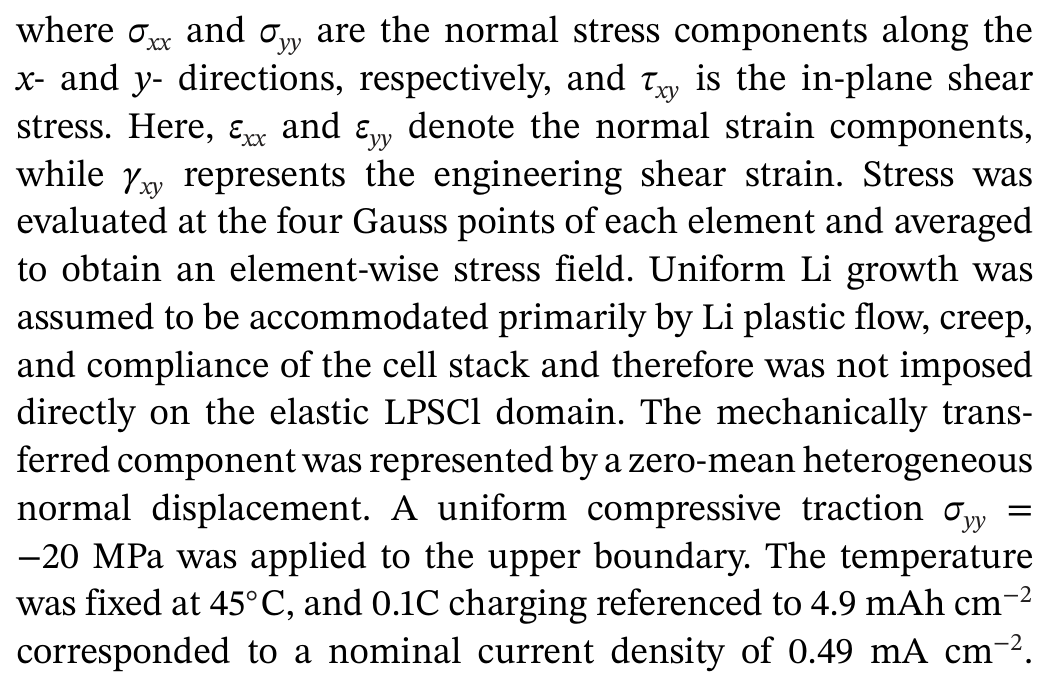 where σxx and σyy are the normal stress components along the
x- and y- directions, respectively, and τxy is the in-plane shear
stress. Here, εxx and εyy denote the normal strain components,
while γxy represents the engineering shear strain. Stress was
evaluated at the four Gauss points of each element and averaged
to obtain an element-wise stress field. Uniform Li growth was
assumed to be accommodated primarily by Li plastic flow, creep,
and compliance of the cell stack and therefore was not imposed
directly on the elastic LPSCl domain. The mechanically trans-
ferred component was represented by a zero-mean heterogeneous
normal displacement. A uniform compressive traction σyy =
−20 MPa was applied to the upper boundary. The temperature
was fixed at 45°C, and 0.1C charging referenced to 4.9 mAh cm−2
corresponded to a nominal current density of 0.49 mA cm−2.